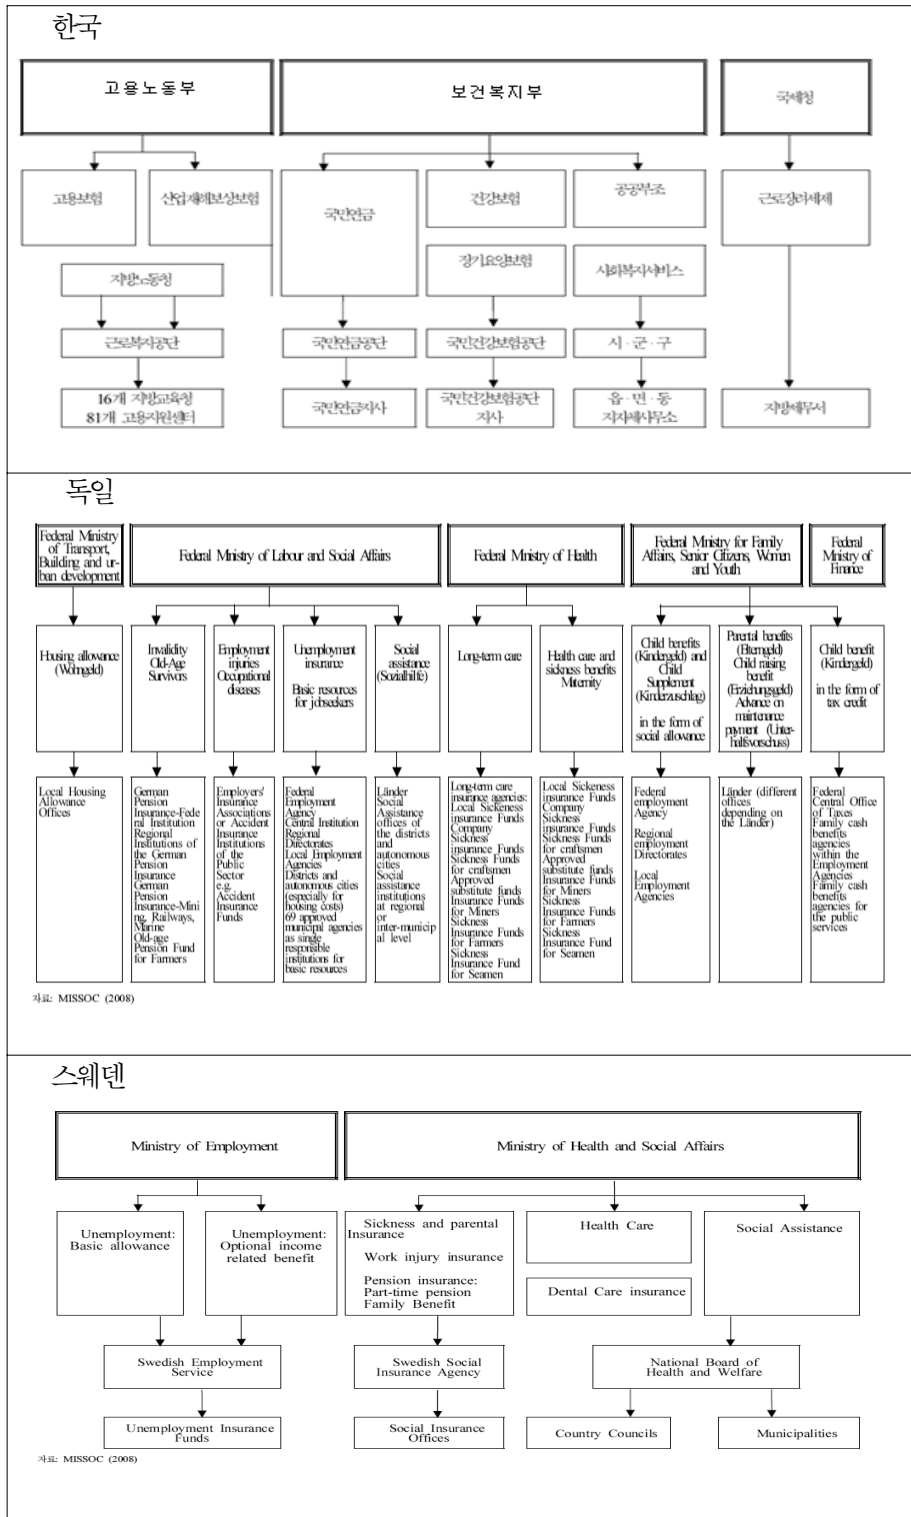 한국
고용노동부
보건복지부
국세청
고용보험
산업재해보상보험
국민연금
건강보험
공공부조
근로장려세제
장기요양보험
사회복지서비스
지방노동청
근로복지공단
국민연금공단
국민건강보험공단
시·군·구
16개 지방교육청
81개 고용지원센터
국민연금지사
국민건강보험공단
지사
읍·면·동
지자체사무소
지방세무서
독일
Federal Ministry
of Transport,
Building and ur-
ban development
Federal Ministry of Labour and Social Affairs
Federal Ministry of Health
Federal Ministry for Family
Affairs, Senior Citizens, Women
and Youth
Federal
Ministry of
Finance
Housing allowance
(Wohngeld)
Invalidity
Old-Age
Survivors
Employment
injuries
Occupational
diseases
Unemployment
insurance
Basic resources
for jobseekers
Social
assistance
(Sozialhilfe)
Long-term care
Health care and
sickness benefits
Maternity
Child benefits
(Kindergeld) and
Child
Supplement
(Kinderzuschlag)
in the form of
social allowance
Parental benefits
(Elterngeld)
Child raising
benefit
(Erziehungsgeld)
Advance on
maintenance
payment (Unter-
haltsvorschuss)
Child benefit
(Kindergeld)
in the form of
tax credit
Local Housing
Allowance
Offices
German
Pension
Insurance-Fede
ral Institution
Regional
Institutions of
the German
Pension
Insurance
German
Pension
Insurance-Mini
ng, Railways,
Marine
Old-age
Pension Fund
for Farmers
Employers'
Insurance
Associations
or Accident
Insurance
Institutions
of the
Public
Sector
e.g.
Accident
Insurance
Funds
Federal
Employment
Agency
Central Institution
Regional
Directorates
Local Employment
Agencies
Districts and
autonomous cities
(especially for
housing costs)
69 approved
municipal agencies
as single
responsible
institutions for
basic resources
Länder
Social
Assistance
offices of
the districts
and
autonomous
cities
Social
assistance
institutions
at regional
or
inter-municip
al level
Long-term care
insurance agencies:
Local Sickeness
insurance Funds
Company
Sickness
insurance Funds
Sickness Funds
for craftsmen
Approved
substitute funds
Insurance Funds
for Miners
Sickness
Insurance Funds
for Farmers
Sickness
Insurance Fund
for Seamen
Local Sickeness
insurance Funds
Company
Sickness
insurance Funds
Sickness Funds
for craftsmen
Approved
substitute funds
Insurance Funds
for Miners
Sickness
Insurance Funds
for Farmers
Sickness
Insurance Fund
for Seamen
Federal
employment
Agency
Regional
employment
Directorates
Local
Employment
Agencies
Länder (different
offices
depending on
the Länder)
Federal
Central Office
of Taxes
Family cash
benefits
agencies
within the
Employment
Agencies
Family cash
benefits
agencies for
the public
services
자료: MISSOC (2008)
스웨덴
Ministry of Employment
Ministry of Health and Social Affairs
Unemployment:
Basic allowance
Unemployment:
Optional income
related benefit
Sickness and parental
Insurance
Work injury insurance
Pension insurance:
Part-time pension
Family Benefit
Health Care
Dental Care insurance
Social Assistance
Swedish Employment
Service
Swedish Social
Insurance Agency
National Board of
Health and Welfare
Unemployment Insurance
Funds
Social Insurance
Offices
Country Councils
Municipalities
자료: MISSOC (2008)